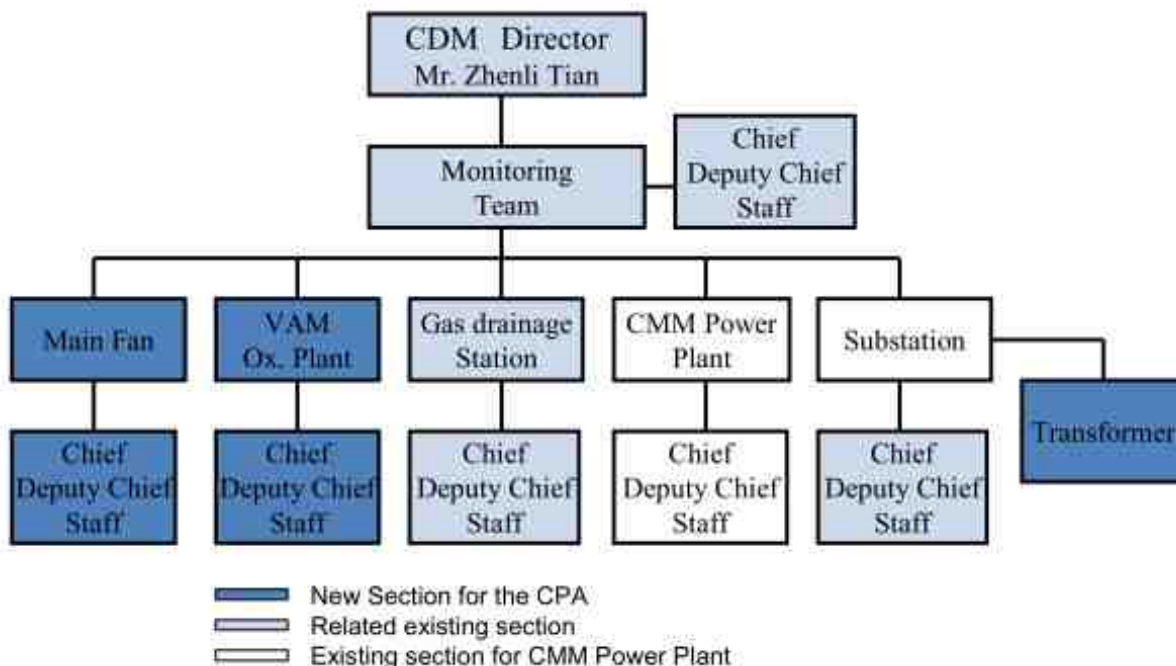 CDM Director
Mr. Zhenli Tian
Monitoring
Team
Chief
Deputy Chief
Staff
Main Fan
VAM
Ox. Plant
Gas drainage
Station
CMM Power
Plant
Substation
Transformer
Chief
Deputy Chief
Staff
Chief
Deputy Chief
Staff
Chief
Deputy Chief
Staff
Chief
Deputy Chief
Staff
Chief
Deputy Chief
Staff
New Section for the CPA
Related existing section
Existing section for CMM Power Plant